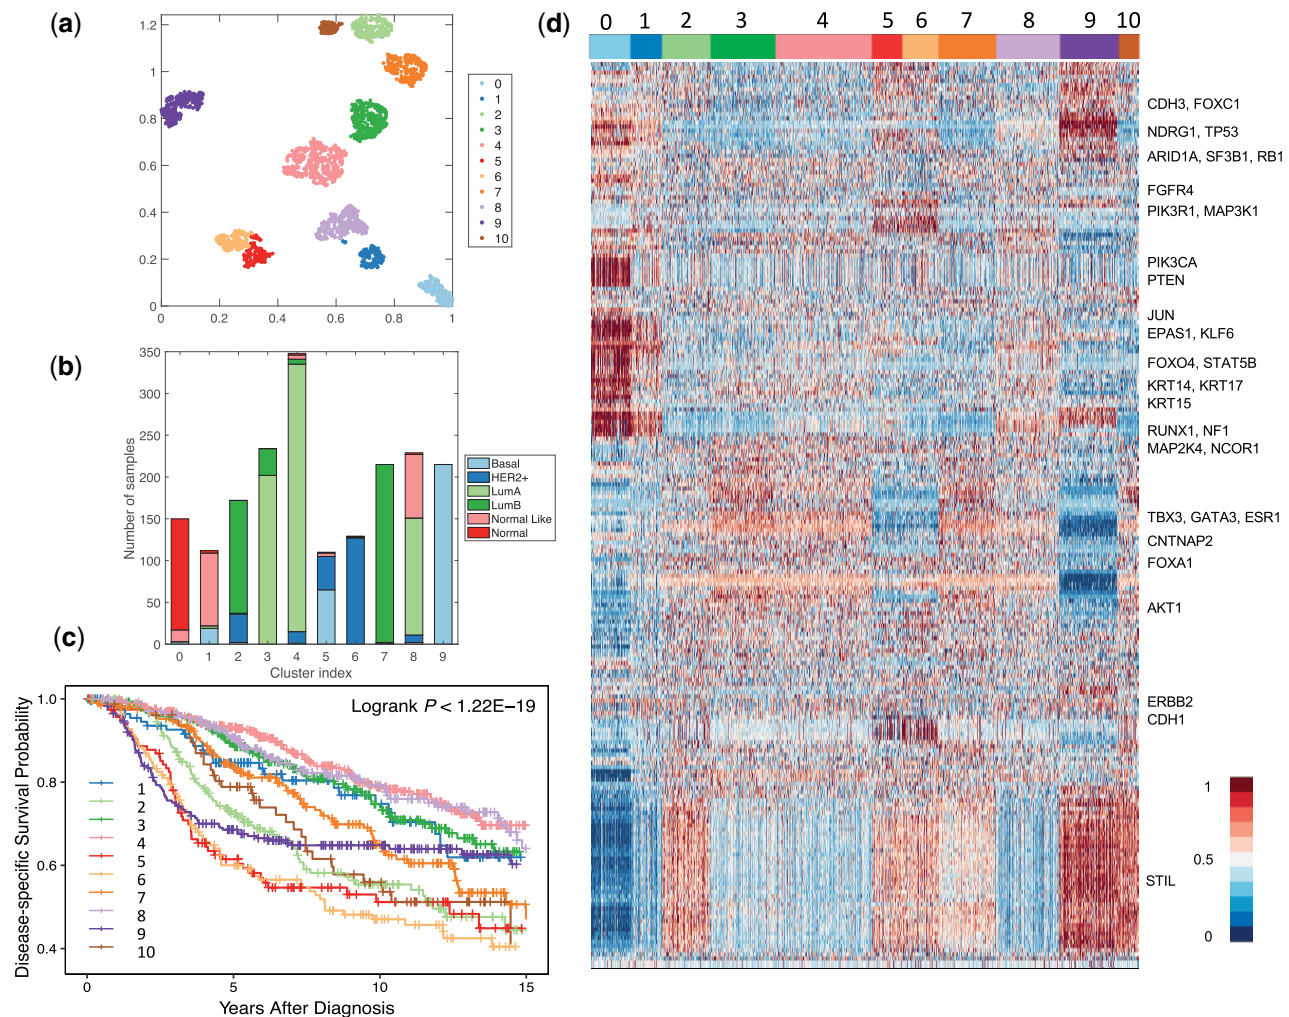 (a)
1.2
1
0.8
0.6
0.4
0.2
0
0 0.2 0.4 0.6 0.8 1
0
1
2
3
4
5
6
7
8
9
10
(b)
350
300
250
200
150
100
50
0
Number of samples
0 1 2 3 4 5 6 7 8 9
Cluster index
Basal
HER2+
LumA
LumB
Normal Like
Normal
(c)
Logrank P < 1.22E−19
1.0
0.8
0.6
0.4
Disease-specific Survival Probability
1
2
3
4
5
6
7
8
9
10
0 5 10 15
Years After Diagnosis
(d)
0 1 2 3 4 5 6 7 8 9 10
CDH3, FOXC1
NDRG1, TP53
ARID1A, SF3B1, RB1
FGFR4
PIK3R1, MAP3K1
PIK3CA
PTEN
JUN
EPAS1, KLF6
FOXO4, STAT5B
KRT14, KRT17
KRT15
RUNX1, NF1
MAP2K4, NCOR1
TBX3, GATA3, ESR1
CNTNAP2
FOXA1
AKT1
ERBB2
CDH1
STIL
1
0.5
0